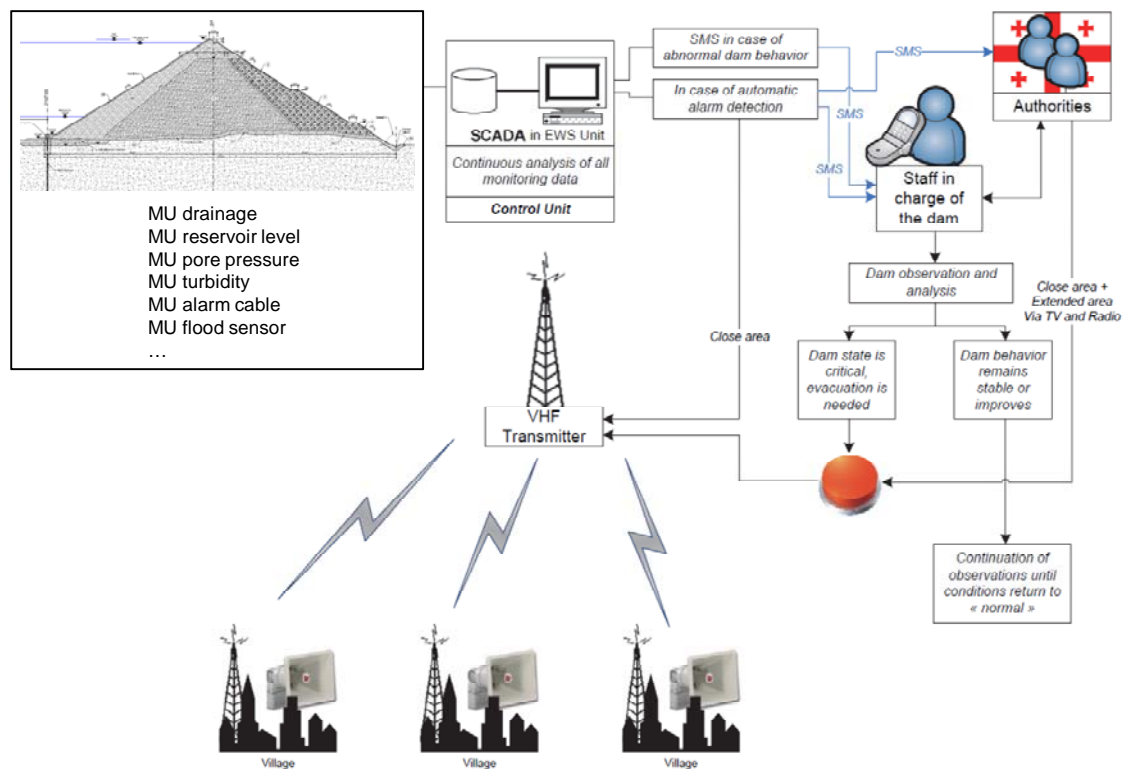 MU drainage
MU reservoir level
MU pore pressure
MU turbidity
MU alarm cable
MU flood sensor
…
SCADA in EWS Unit
Continuous analysis of all
monitoring data
Control Unit
SMS in case of
abnormal dam behavior
In case of automatic
alarm detection
SMS
SMS
SMS
Authorities
Staff in
charge of
the dam
Dam observation and
analysis
Close area +
Extended area
Via TV and Radio
Close area
Dam state is
critical,
evacuation is
needed
Dam behavior
remains
stable or
improves
VHF
Transmitter
Continuation of
observations until
conditions return to
« normal »
Village
Village
Village